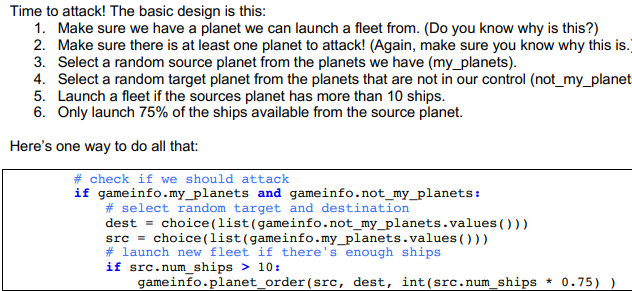 Time to attack! The basic design is this:
1. Make sure we have a planet we can launch a fleet from. (Do you know why is this?)
2. Make sure there is at least one planet to attack! (Again, make sure you know why this is.
3. Select a random source planet from the planets we have (my_planets).
4. Select a random target planet from the planets that are not in our control (not_my_planet
5. Launch a fleet if the sources planet has more than 10 ships.
6. Only launch 75% of the ships available from the source planet.
Here's one way to do all that:
# check if we should attack
if gameinfo.my_planets and gameinfo.not_my_planets:
# select random target and destination
dest = choice(list(gameinfo.not_my_planets.values()))
src = choice(list(gameinfo.my_planets.values()))
# launch new fleet if there's enough ships
if src.num_ships > 10:
gameinfo.planet_order(src, dest, int(src.num_ships * 0.75) )